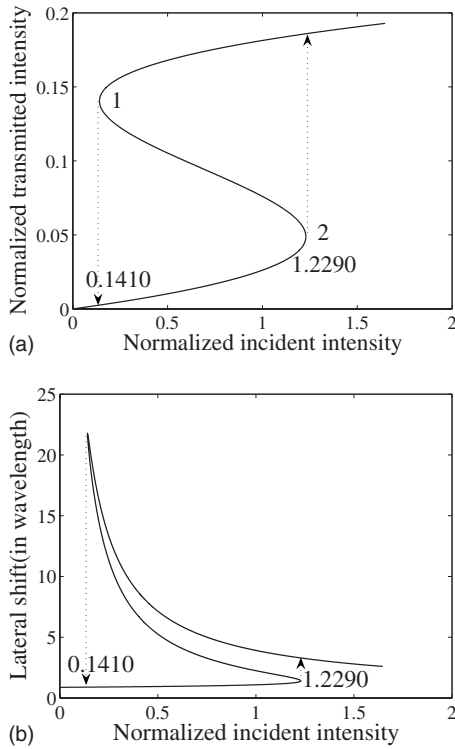 0.2
0.15
0.1
0.05
0
Normalized transmitted intensity
1
2
1.2290
0.1410
0 0.5 1 1.5 2
(a) Normalized incident intensity
25
20
15
10
5
0
Lateral shift(in wavelength)
0.1410
1.2290
0 0.5 1 1.5 2
(b) Normalized incident intensity